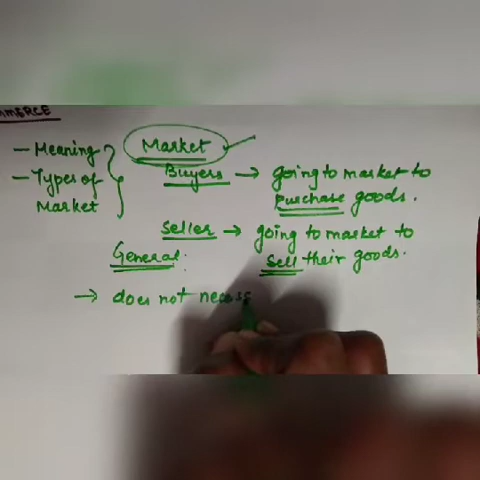 — Meaning
— Types of
Market
Market
Buyers → going to market to
purchase goods.
Seller → going to market to
sell their goods.
General:
→ does not necess